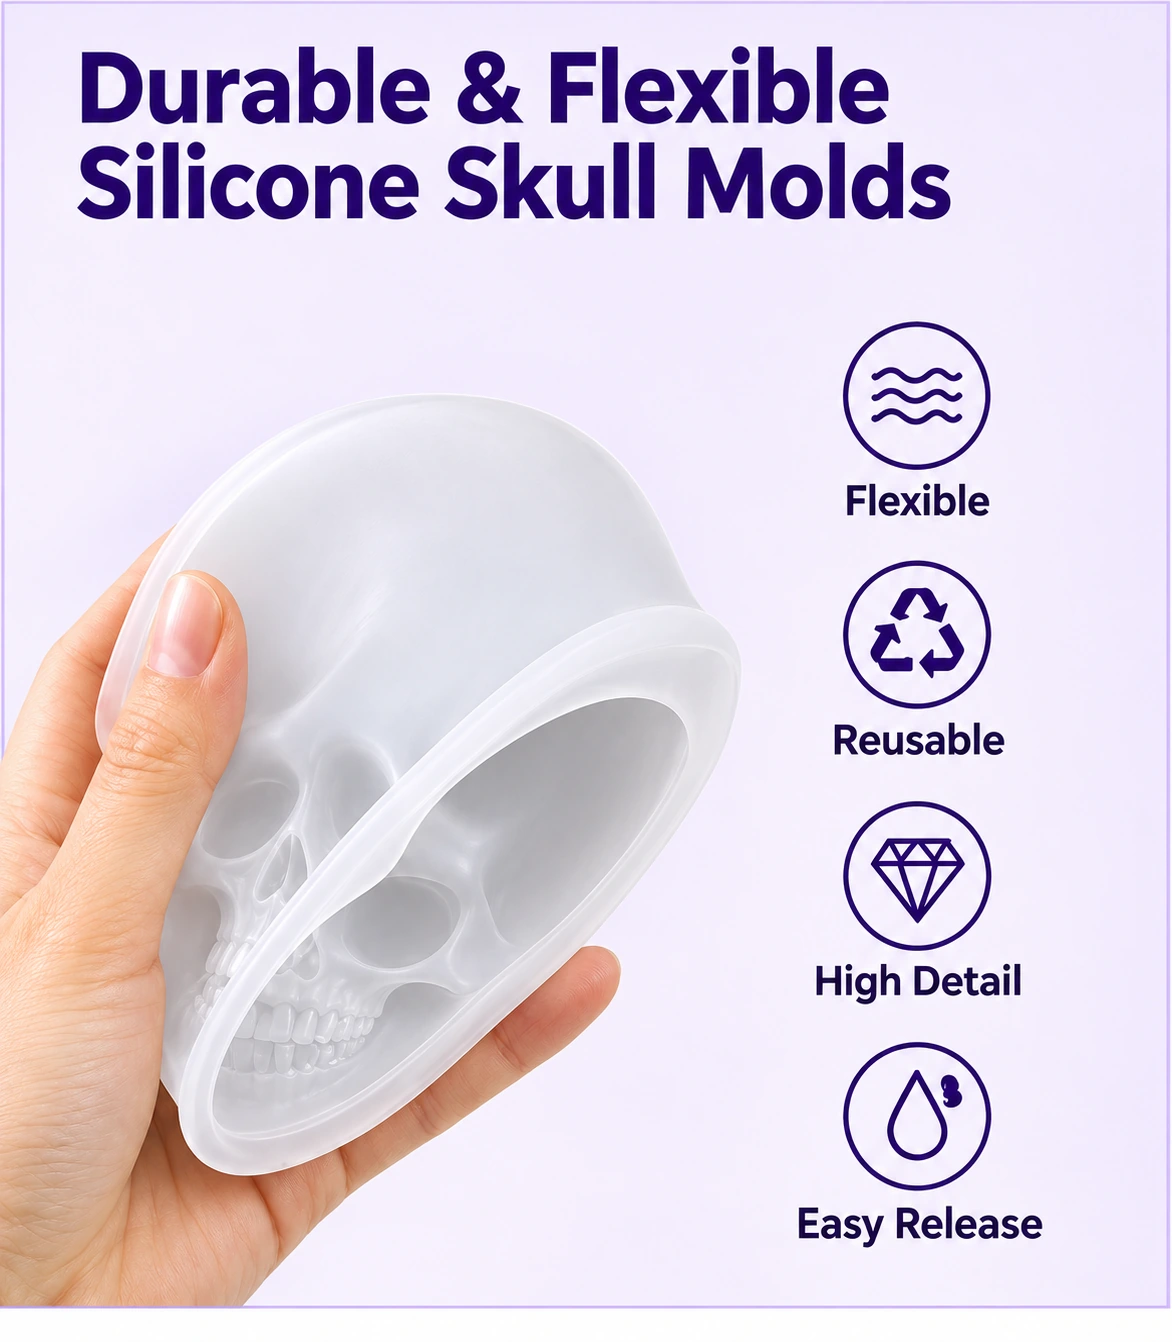 Durable & Flexible
Silicone Skull Molds
Flexible
Reusable
High Detail
Easy Release